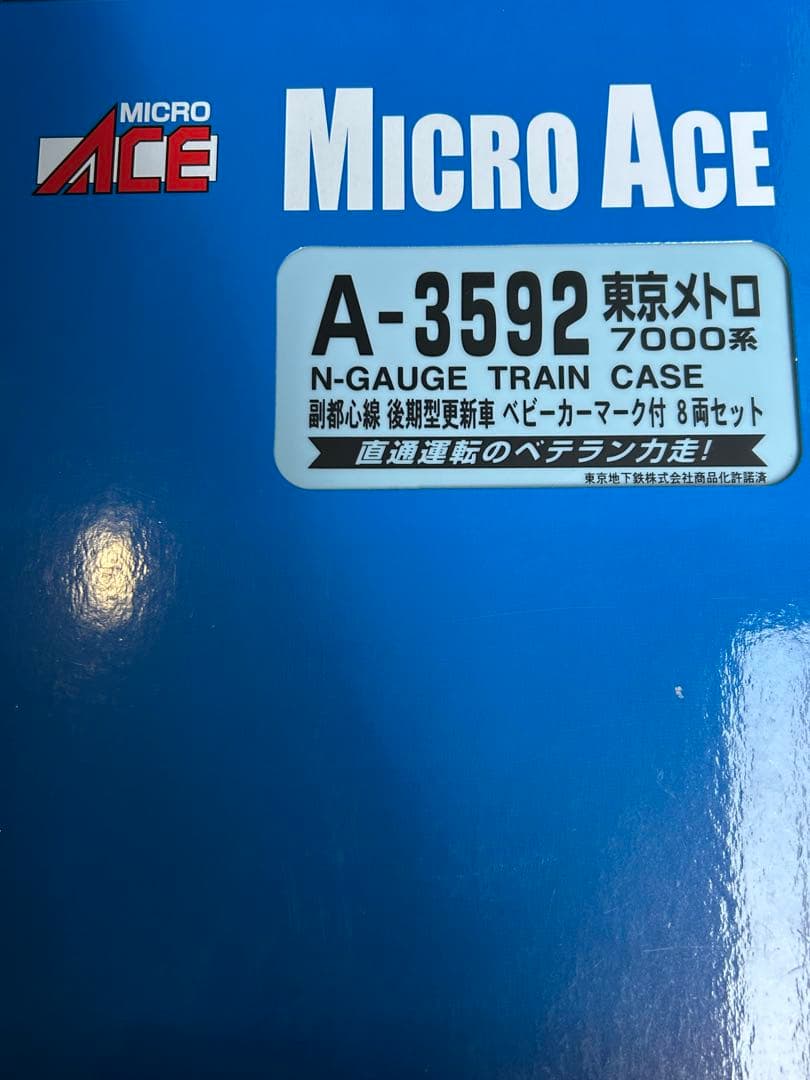 MICRO
ACE
MICRO ACE
A-3592 東京メトロ
7000系
N-GAUGE TRAIN CASE
副都心線 後期型更新車 ベビーカーマーク付 8両セット
直通運転のベテラン力走!
東京地下鉄株式会社商品化許諾済